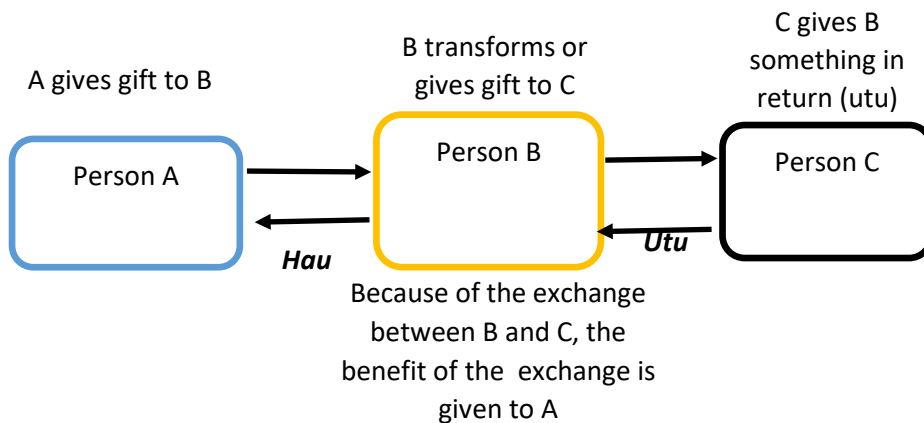 A gives gift to B
B transforms or
gives gift to C
C gives B
something in
return (utu)
Person A
Person B
Person C
Hau
Utu
Because of the exchange
between B and C, the
benefit of the  exchange is
given to A